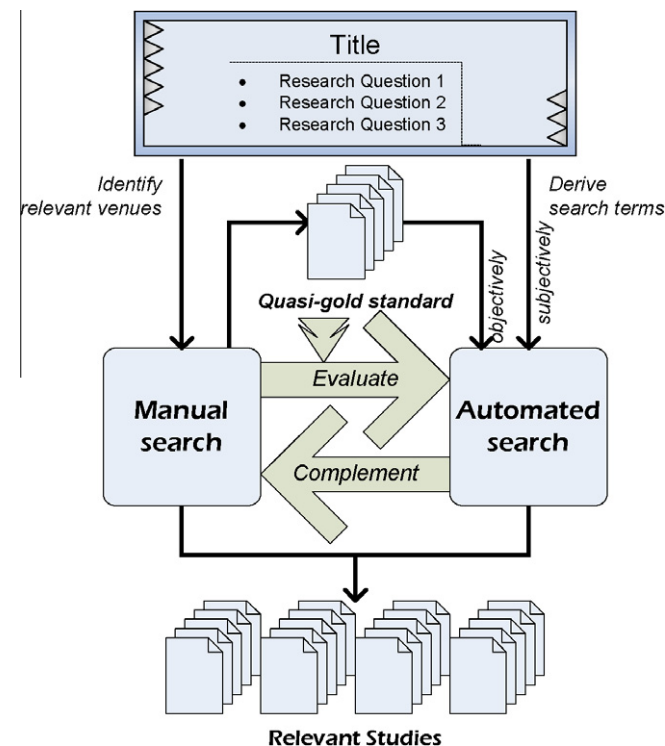 Title
• Research Question 1
• Research Question 2
• Research Question 3
Identify
relevant venues
Derive
search terms
objectively
subjectively
Quasi-gold standard
Evaluate
Manual
search
Automated
search
Complement
Relevant Studies